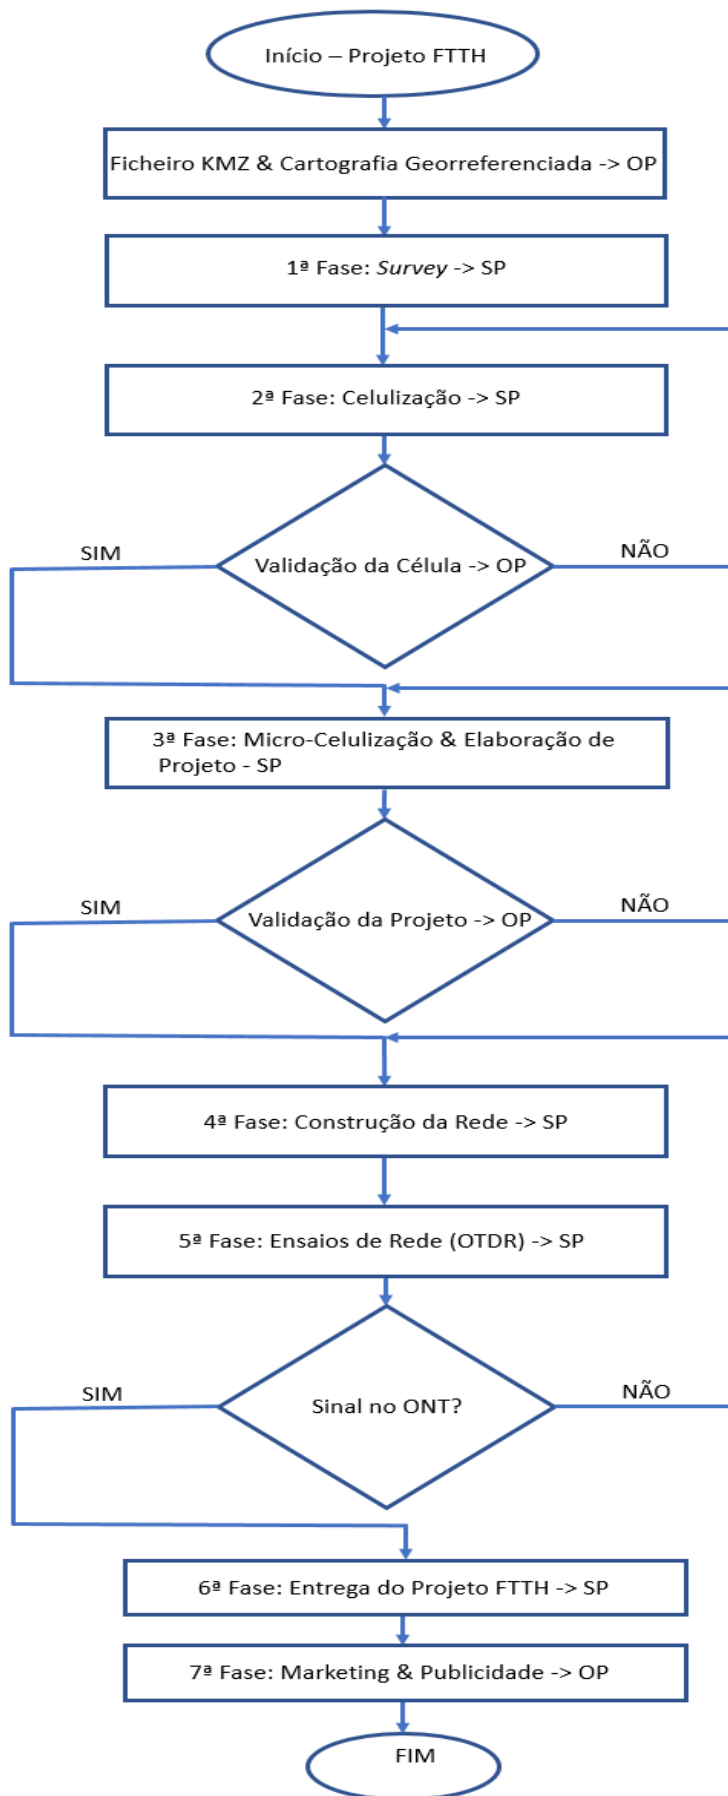 Início – Projeto FTTH
Ficheiro KMZ & Cartografia Georreferenciada -> OP
1ª Fase: Survey -> SP
2ª Fase: Celulização -> SP
SIM
NÃO
Validação da Célula -> OP
3ª Fase: Micro-Celulização & Elaboração de
Projeto - SP
SIM
NÃO
Validação da Projeto -> OP
4ª Fase: Construção da Rede -> SP
5ª Fase: Ensaios de Rede (OTDR) -> SP
SIM
NÃO
Sinal no ONT?
6ª Fase: Entrega do Projeto FTTH -> SP
7ª Fase: Marketing & Publicidade -> OP
FIM